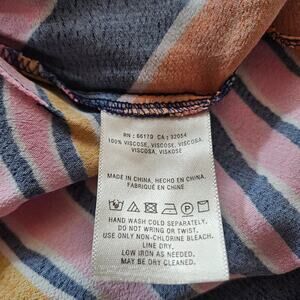 RN : 66170 CA : 32054
100% VISCOSE, VISCOSE, VISCOSE,
VISCOSA, VISKOSE
MADE IN CHINA, HECHO EN CHINA,
FABRIQUÉ EN CHINE
HAND WASH COLD SEPARATELY.
DO NOT WRING OR TWIST.
USE ONLY NON-CHLORINE BLEACH.
LINE DRY.
LOW IRON AS NEEDED.
MAY BE DRY CLEANED.